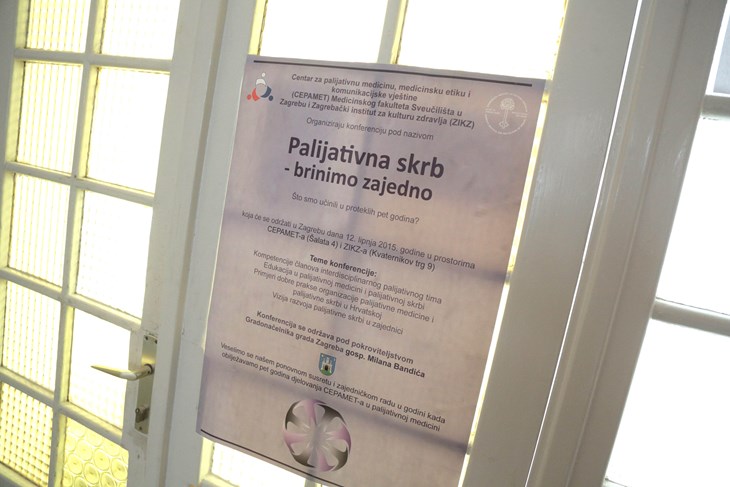 Centar za palijativnu medicinu, medicinsku etiku i
komunikacijske vještine
(CEPAMET) Medicinskog fakulteta Sveučilišta u
Zagrebu i Zagrebački institut za kulturu zdravlja (ZIKZ)
Organiziraju konferenciju pod nazivom
Palijativna skrb
- brinimo zajedno
Što smo učinili u proteklih pet godina?
koja će se održati u Zagrebu dana 12. lipnja 2015. godine u prostorima
CEPAMET-a (Šalata 4) i ZIKZ-a (Kvaternikov trg 9)
Teme konferencije:
Kompetencije članova interdisciplinarnog palijativnog tima
Edukacija u palijativnoj medicini i palijativnoj skrbi
Primjeri dobre prakse organizacije palijativne medicine i
palijativne skrbi u Hrvatskoj
Vizija razvoja palijativne skrbi u zajednici
Konferencija se održava pod pokroviteljstvom
Gradonačelnika grada Zagreba gosp. Milana Bandića
Veselimo se našem ponovnom susretu i zajedničkom radu u godini kada
obilježavamo pet godina djelovanja CEPAMET-a u palijativnoj medicini